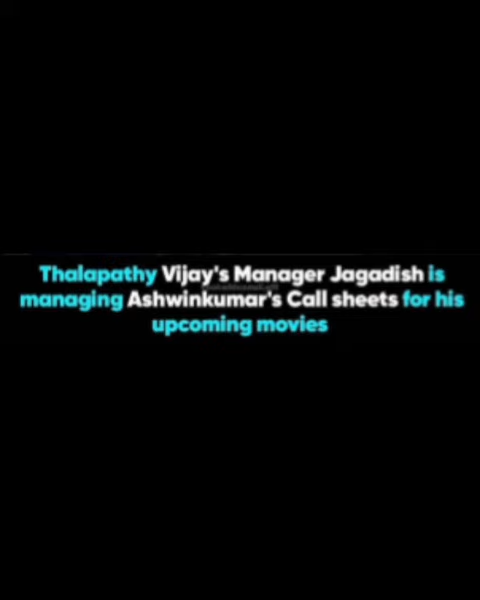 Thalapathy Vijay's Manager Jagadish is
managing Ashwinkumar's Call sheets for his
upcoming movies